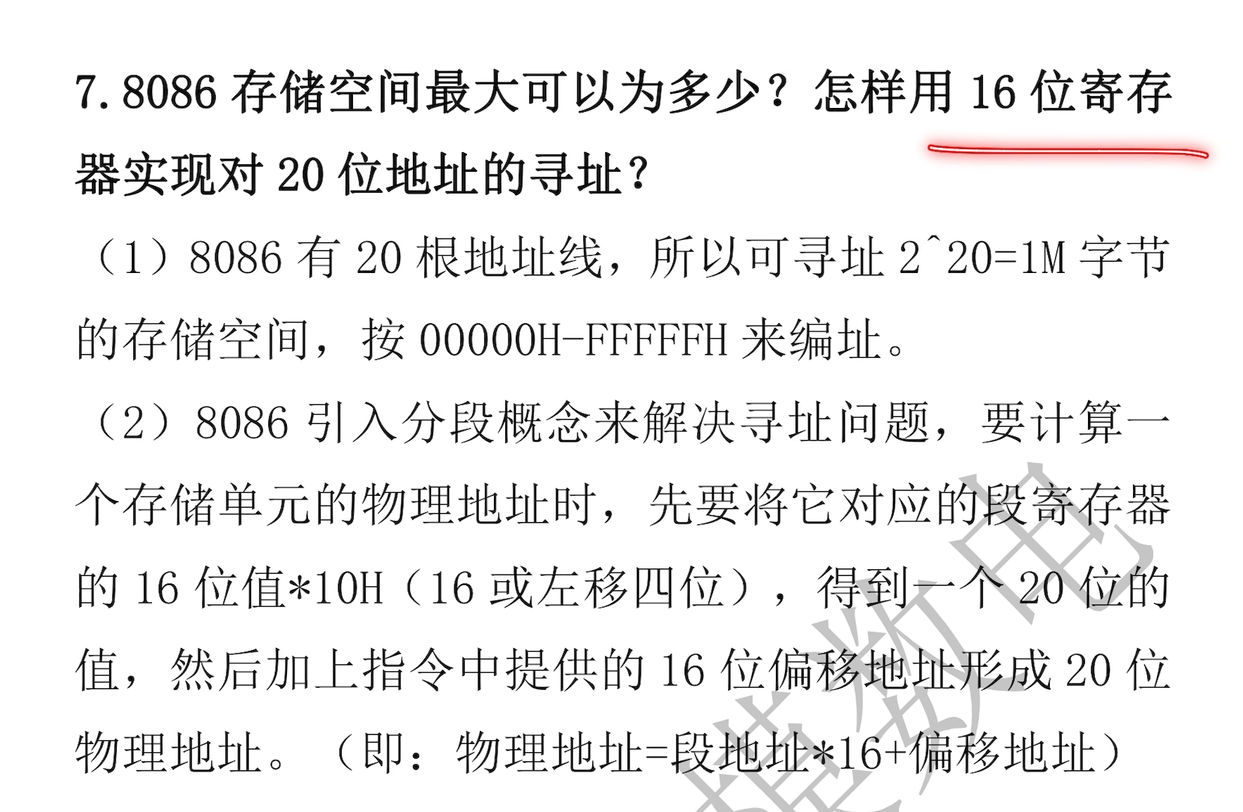 7.8086 存储空间最大可以为多少？怎样用 16 位寄存
器实现对 20 位地址的寻址？
（1）8086 有 20 根地址线，所以可寻址 2^20=1M 字节
的存储空间，按 00000H-FFFFFH 来编址。
（2）8086 引入分段概念来解决寻址问题，要计算一
个存储单元的物理地址时，先要将它对应的段寄存器
的 16 位值*10H（16 或左移四位），得到一个 20 位的
值，然后加上指令中提供的 16 位偏移地址形成 20 位
物理地址。（即：物理地址=段地址*16+偏移地址）
模数电